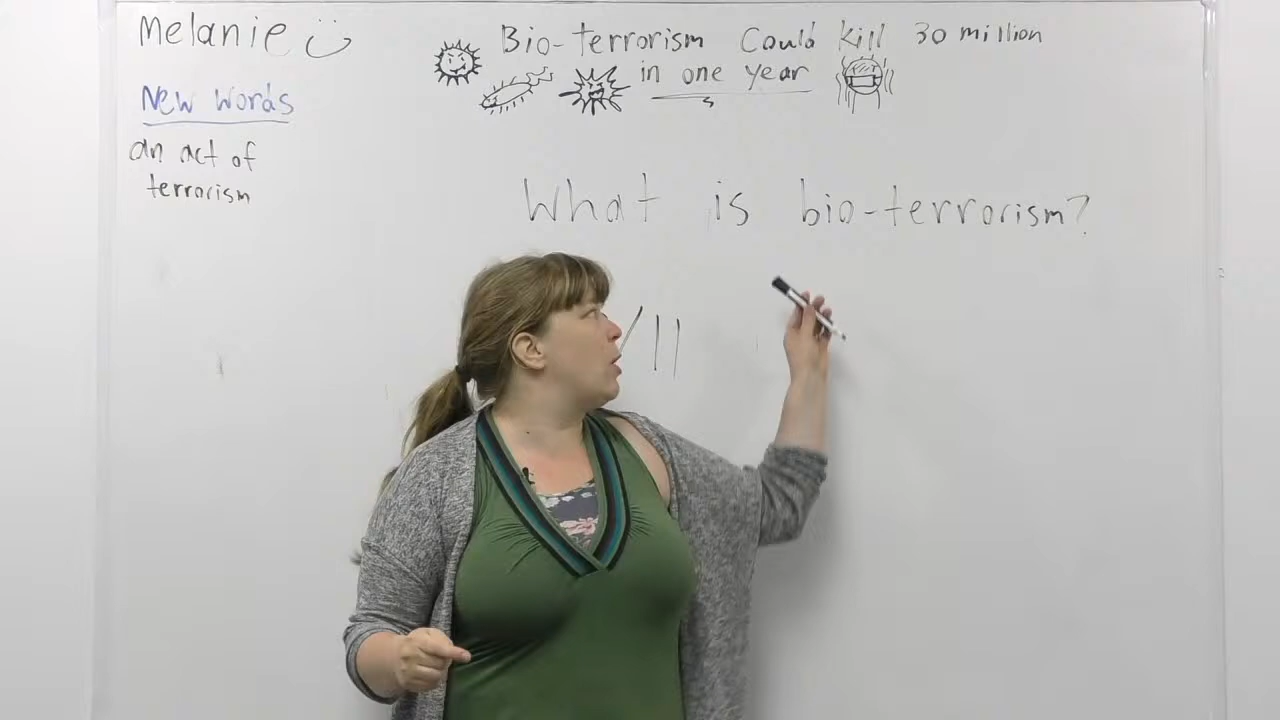 Melanie
Bio-terrorism Could kill 30 million
in one year
New words
an act of
terrorism
What is bio-terrorism?